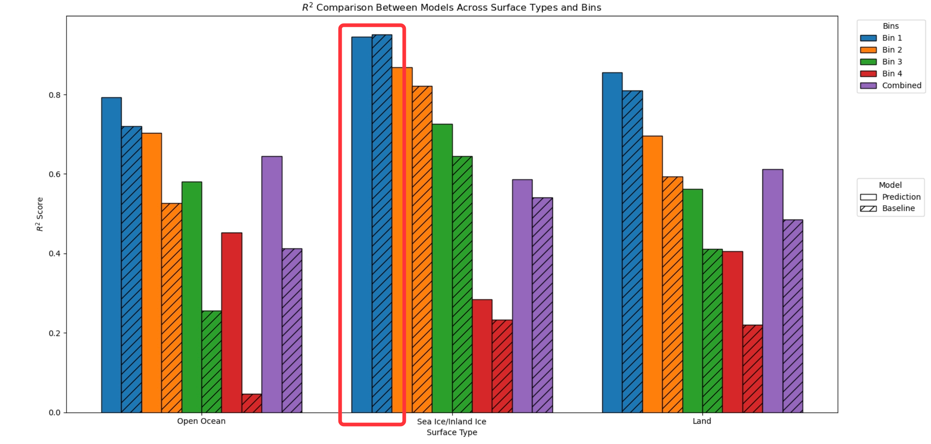 R² Comparison Between Models Across Surface Types and Bins
Bins
Bin 1
Bin 2
Bin 3
Bin 4
Combined
Model
Prediction
Baseline
R² Score
0.8
0.6
0.4
0.2
0.0
Open Ocean
Sea Ice/Inland Ice
Land
Surface Type